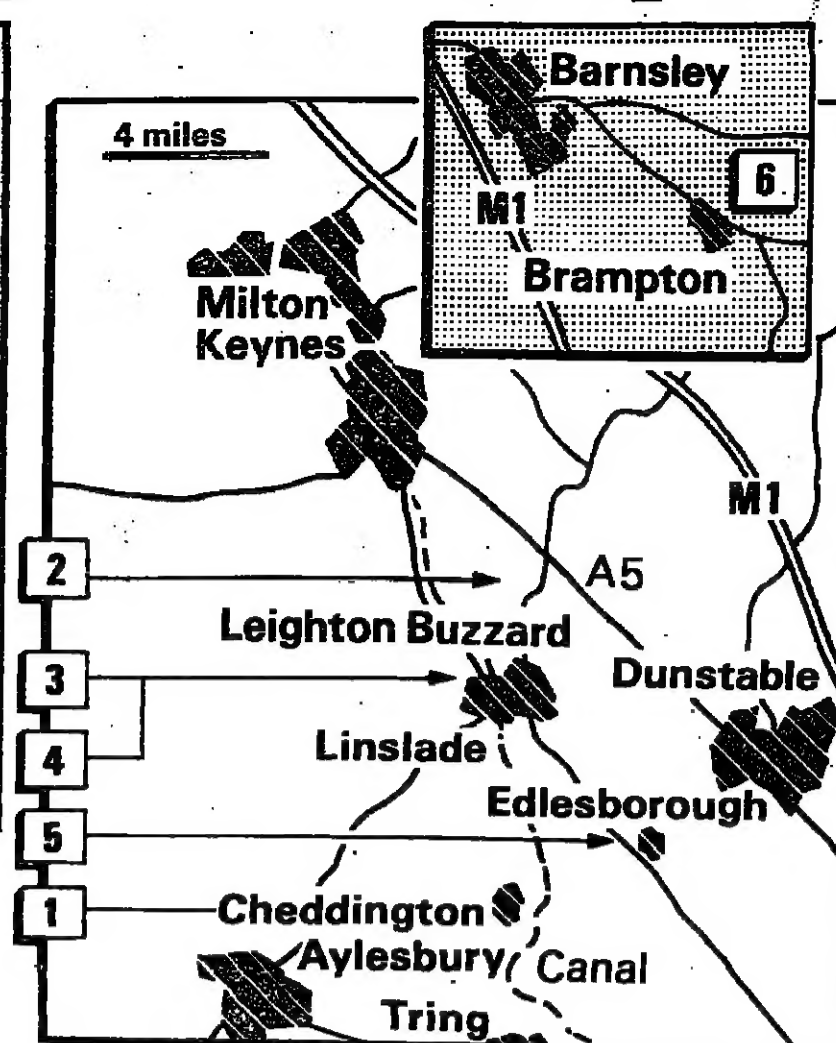 Barnsley
4 miles
6
M1
Brampton
Milton
Keynes
M1
2
A5
Leighton Buzzard
3
Dunstable
Linslade
4
Edlesborough
5
1
Cheddington
Aylesbury
Canal
Tring